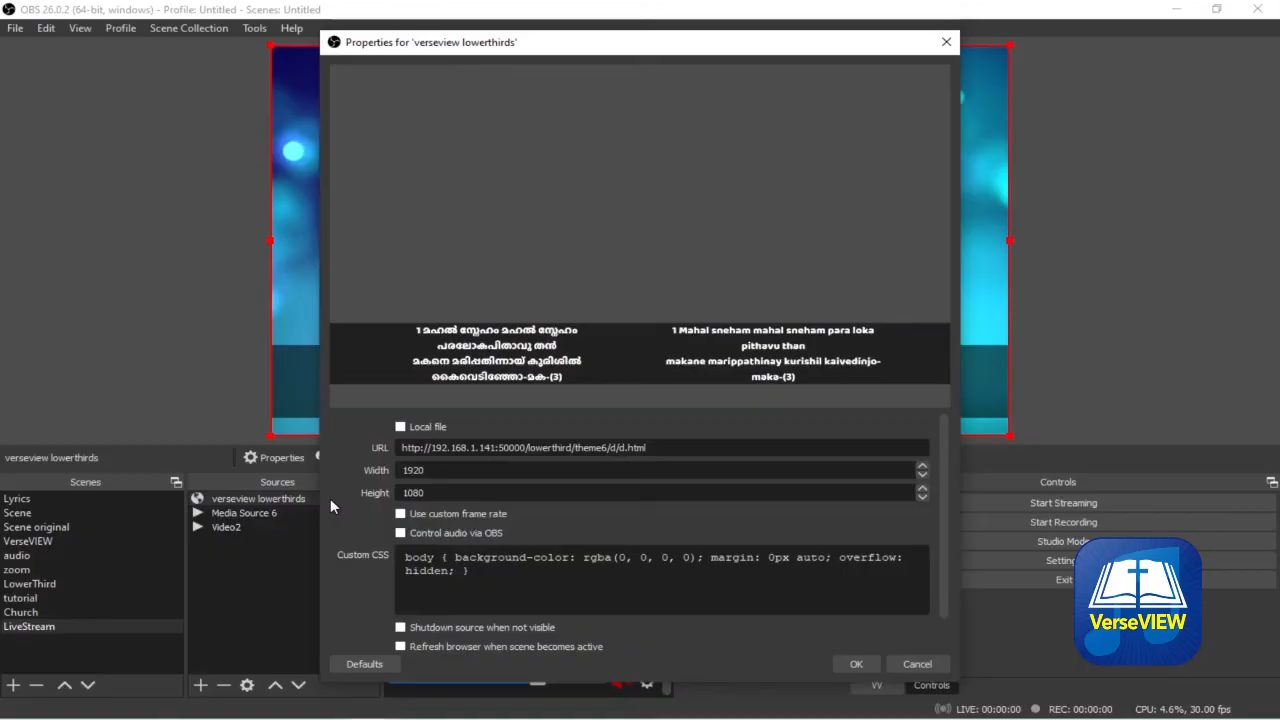 OBS 26.0.2 (64-bit, windows) - Profile: Untitled - Scenes: Untitled
File Edit View Profile Scene Collection Tools Help
Properties for 'verseview lowerthirds'
1 മഹൽ സ്നേഹം മഹൽ സ്നേഹം
പരലോകപിതാവു തൻ
മകനെ മരിപ്പതിന്നായ് കുരിശിൽ
കൈവെടിഞ്ഞോ-മക-(3)
1 Mahal sneham mahal sneham para loka
pithavu than
makane marippathinay kurishil kaivedinjo-
maka-(3)
Local file
URL http://192.168.1.141:50000/lowerthird/theme6/d/d.html
Width 1920
Height 1080
Use custom frame rate
Control audio via OBS
Custom CSS body { background-color: rgba(0, 0, 0, 0); margin: 0px auto; overflow:
hidden; }
Shutdown source when not visible
Refresh browser when scene becomes active
Defaults OK Cancel
verseview lowerthirds Properties
Scenes
Lyrics
Scene
Scene original
VerseVIEW
audio
zoom
LowerThird
tutorial
Church
LiveStream
Sources
verseview lowerthirds
Media Source 6
Video2
Controls
Start Streaming
Start Recording
Studio Mode
Exit
Controls
VerseVIEW
LIVE: 00:00:00 REC: 00:00:00 CPU: 4.6%, 30.00 fps